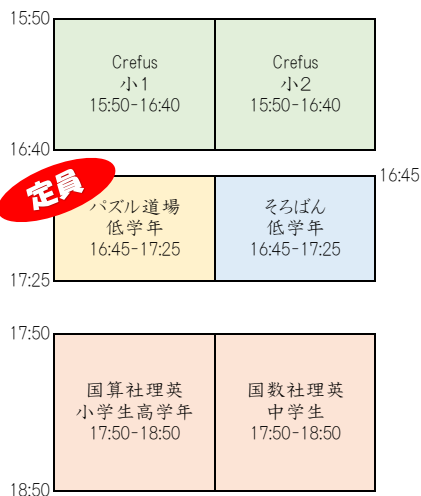 15:50
Crefus
小1
15:50-16:40
Crefus
小2
15:50-16:40
16:40
16:45
定員
パズル道場
低学年
16:45-17:25
そろばん
低学年
16:45-17:25
17:25
17:50
国算社理英
小学生高学年
17:50-18:50
国数社理英
中学生
17:50-18:50
18:50